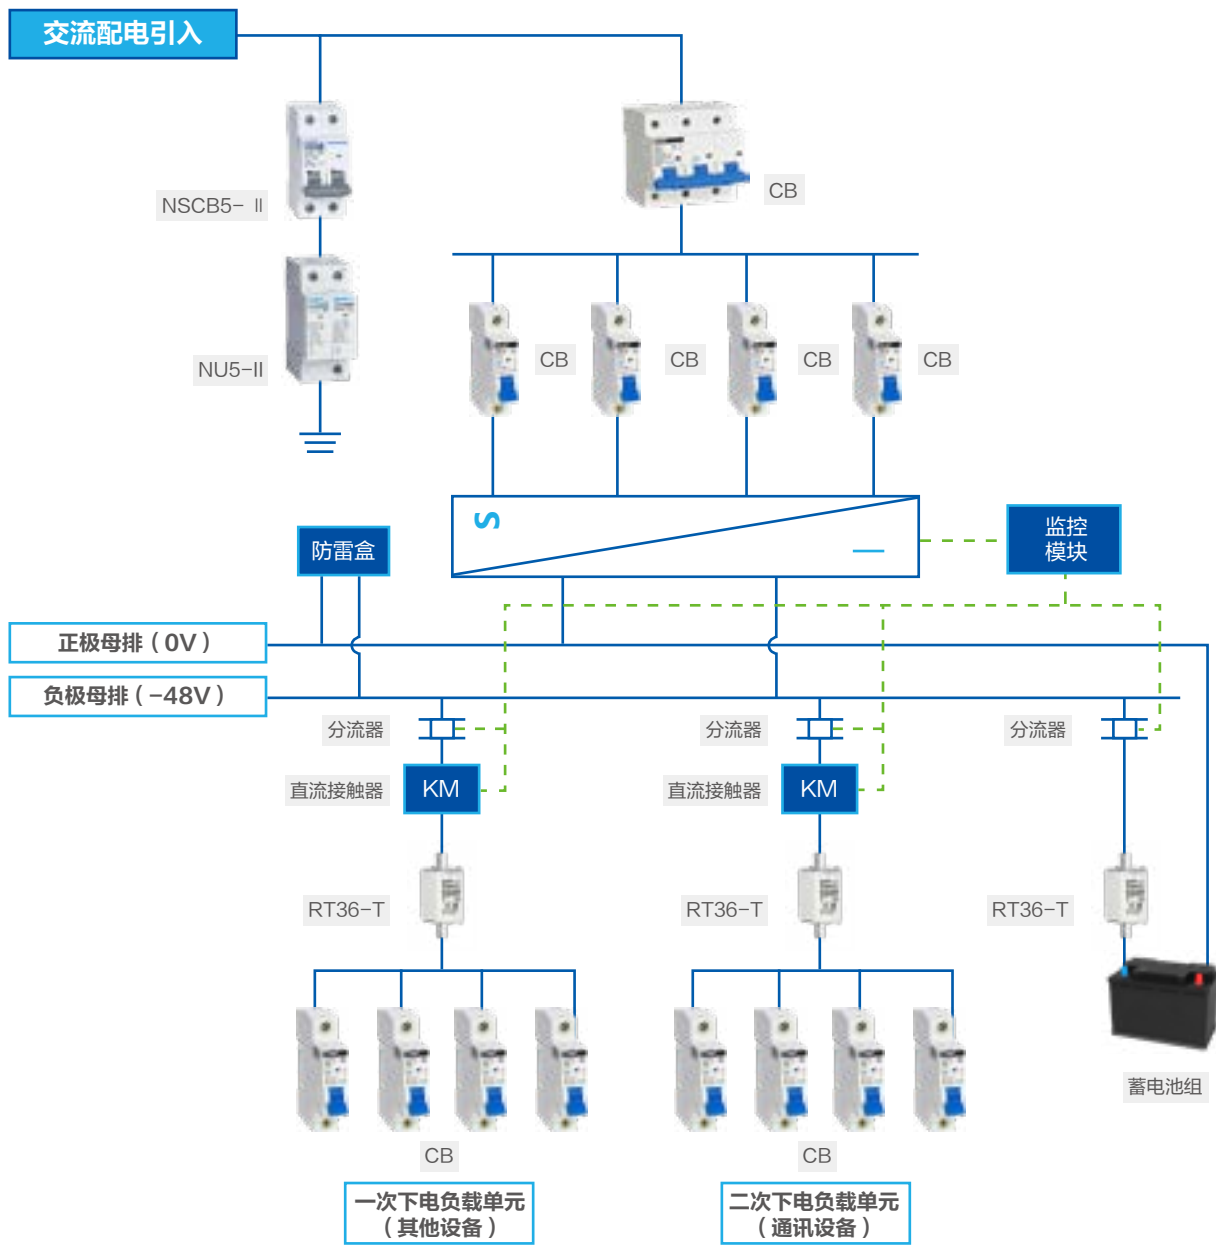 交流配电引入
CB
NSCB5- Ⅱ
CB
CB
CB
CB
NU5-II
S
监控
模块
防雷盒
正极母排（0V）
负极母排（-48V）
分流器
分流器
分流器
直流接触器
KM
直流接触器
KM
RT36-T
RT36-T
RT36-T
蓄电池组
CB
CB
一次下电负载单元
（其他设备）
二次下电负载单元
（通讯设备）